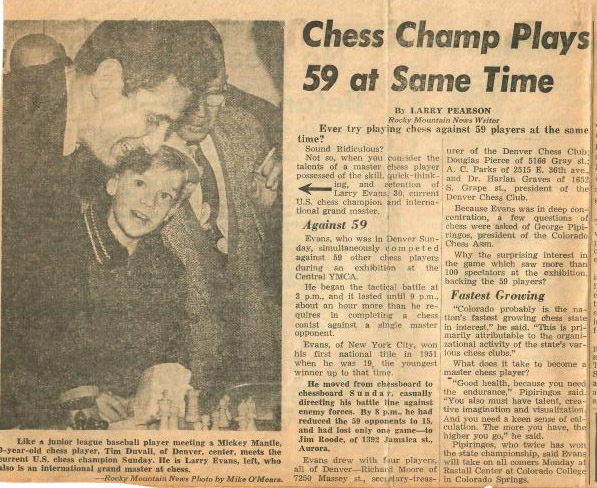 Chess Champ Plays
59 at Same Time
By LARRY PEARSON
Rocky Mountain News Writer
Ever try playing chess against 59 players at the same
time?
Sound Ridiculous?
Not so, when you consider the
talents of a master chess player
possessed of the skill, quick-think-
ing, and retention of
Larry Evans, 30, current
U.S. chess champion and interna-
tional grand master.
Against 59
Evans, who was in Denver Sun-
day, simultaneously competed
against 59 other chess players
during an exhibition at the
Central YMCA.
He began the tactical battle at
3 p.m., and it lasted until 9 p.m.,
about an hour more than he re-
quires in completing a chess
contst against a single master
opponent.
Evans, of New York City, won
his first national title in 1951
when he was 19, the youngest
winner up to that time.
He moved from chessboard to
chessboard Sunday, casually
directing his battle line against
enemy forces. By 8 p.m. he had
reduced the 59 opponents to 15,
and had lost only one game—to
Jim Roode, of 1392 Jamaica st.,
Aurora.
Evans drew with four players,
all of Denver—Richard Moore of
7250 Massey st., secretary-treas-
urer of the Denver Chess Club;
Douglas Pierce of 5166 Gray st.;
A. C. Parks of 2515 E. 36th ave.,
and Dr. Harlan Graves of 1652
S. Grape st., president of the
Denver Chess Club.
Because Evans was in deep con-
centration, a few questions of
chess were asked of George Pipi-
ringos, president of the Colorado
Chess Assn.
Why the surprising interest in
the game which saw more than
100 spectators at the exhibition,
backing the 59 players?
Fastest Growing
"Colorado probably is the na-
tion's fastest growing chess state
in interest," he said. "This is pri-
marily attributable to the organi-
zational activity of the state's var-
ious chess clubs."
What does it take to become a
master chess player?
"Good health, because you need
the endurance," Pipiringos said.
"You also must have talent, crea-
tive imagination and visualization.
And you need a keen sense of cal-
culation. The more you have, the
higher you go," he said.
Pipiringos, who twice has won
the state championship, said Evans
will take on all comers Monday at
Rastall Center at Colorado College
in Colorado Springs.
Like a junior league baseball player meeting a Mickey Mantle,
-year-old chess player, Tim Duvall, of Denver, center, meets the
current U.S. chess champion Sunday. He is Larry Evans, left, who
also is an international grand master at chess.
—Rocky Mountain News Photo by Mike O'Meara.